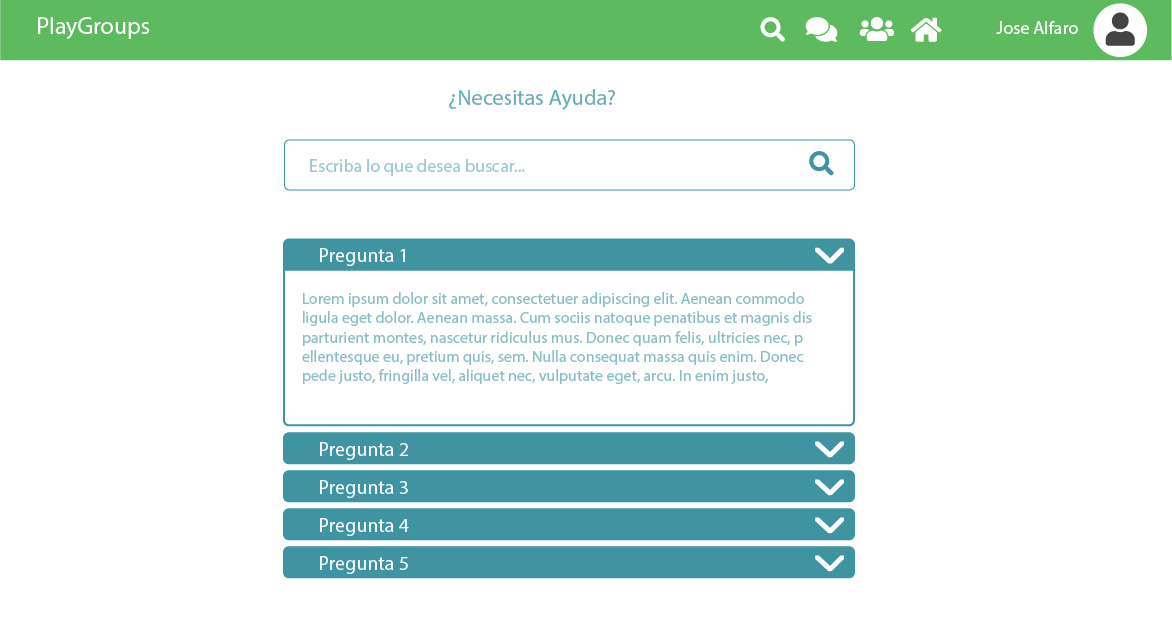 PlayGroups
Jose Alfaro
¿Necesitas Ayuda?
Escriba lo que desea buscar...
Pregunta 1
Lorem ipsum dolor sit amet, consectetuer adipiscing elit. Aenean commodo
ligula eget dolor. Aenean massa. Cum sociis natoque penatibus et magnis dis
parturient montes, nascetur ridiculus mus. Donec quam felis, ultricies nec, p
ellentesque eu, pretium quis, sem. Nulla consequat massa quis enim. Donec
pede justo, fringilla vel, aliquet nec, vulputate eget, arcu. In enim justo,
Pregunta 2
Pregunta 3
Pregunta 4
Pregunta 5